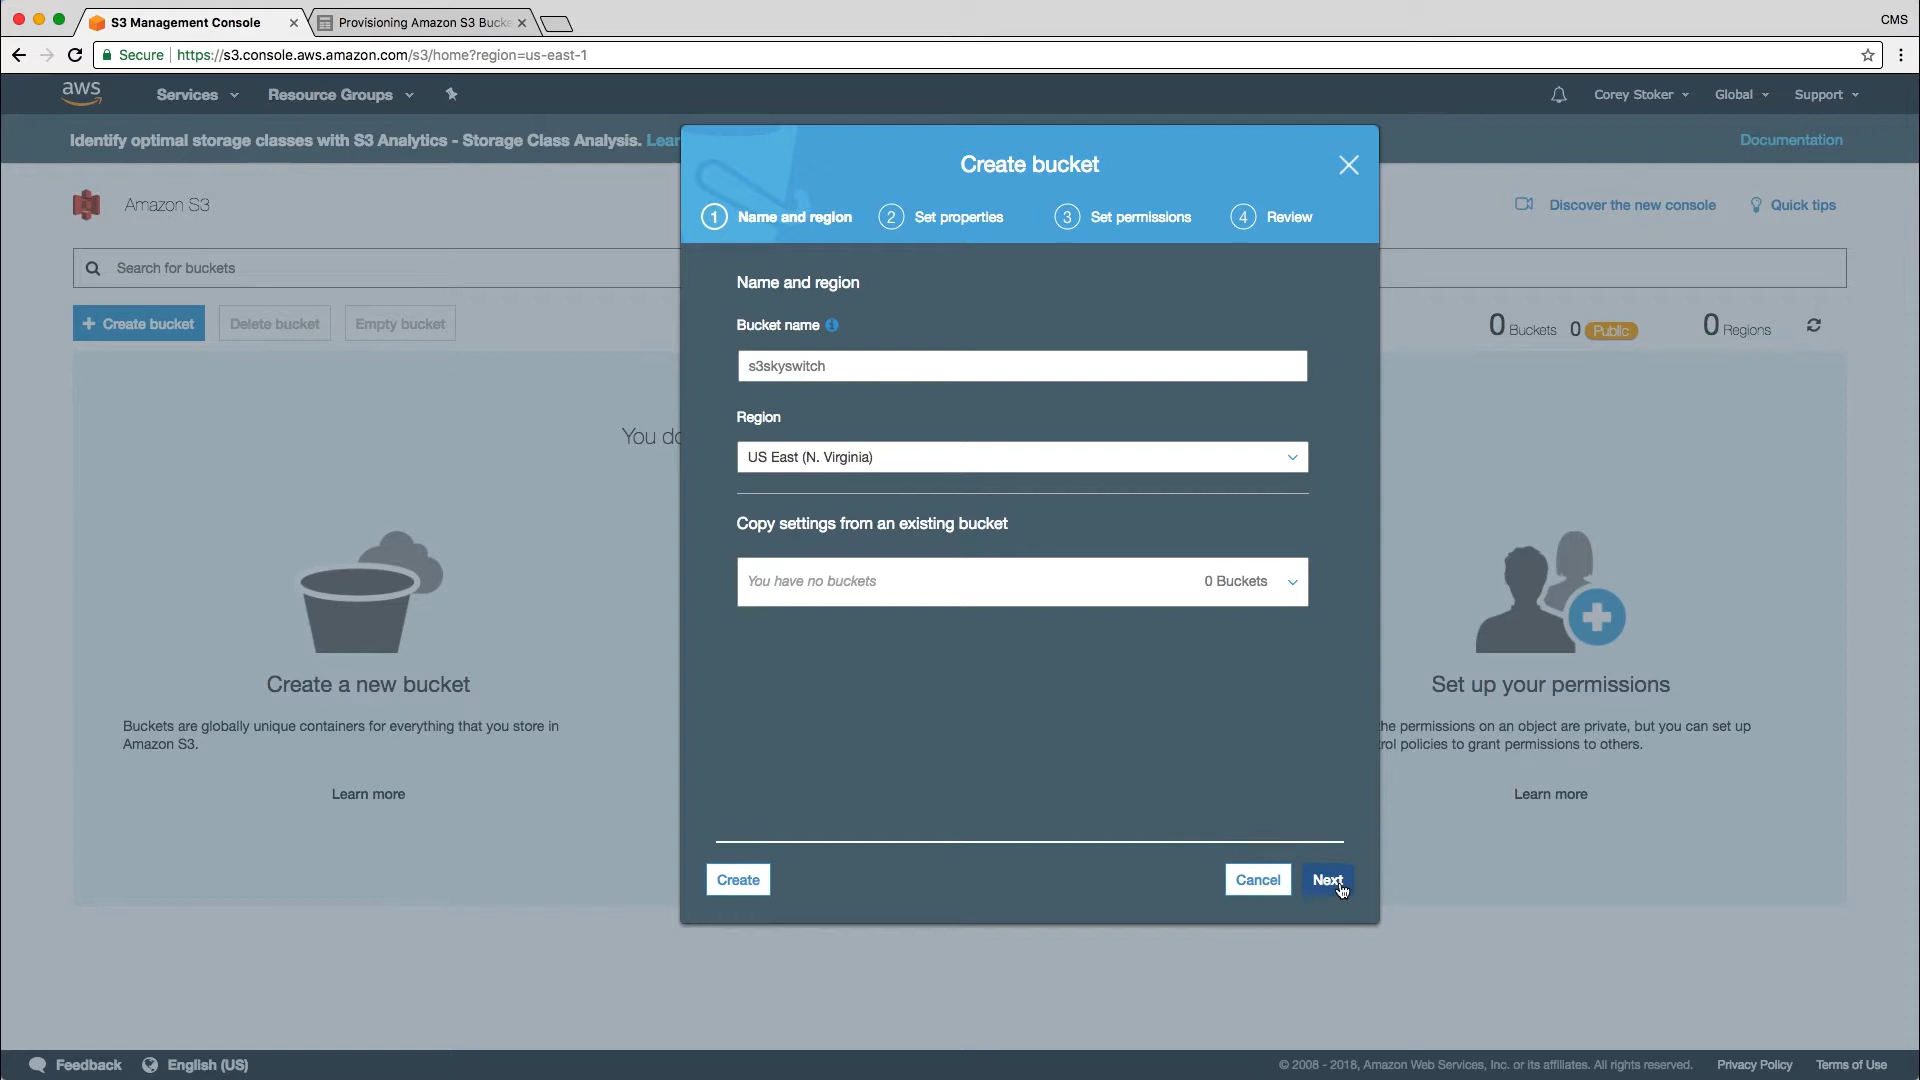 S3 Management Console
Provisioning Amazon S3 Bucke
CMS
Secure https://s3.console.aws.amazon.com/s3/home?region=us-east-1
aws Services Resource Groups Corey Stoker Global Support
Identify optimal storage classes with S3 Analytics - Storage Class Analysis. Lear
Documentation
Create bucket
1 Name and region 2 Set properties 3 Set permissions 4 Review
Amazon S3
Discover the new console Quick tips
Search for buckets
Create bucket Delete bucket Empty bucket
0 Buckets 0 Public 0 Regions
Name and region
Bucket name
s3skyswitch
Region
US East (N. Virginia)
Copy settings from an existing bucket
You have no buckets 0 Buckets
Create Cancel Next
You do
Create a new bucket
Buckets are globally unique containers for everything that you store in
Amazon S3.
Learn more
Set up your permissions
he permissions on an object are private, but you can set up
rol policies to grant permissions to others.
Learn more
Feedback English (US)
© 2008 - 2018, Amazon Web Services, Inc. or its affiliates. All rights reserved. Privacy Policy Terms of Use